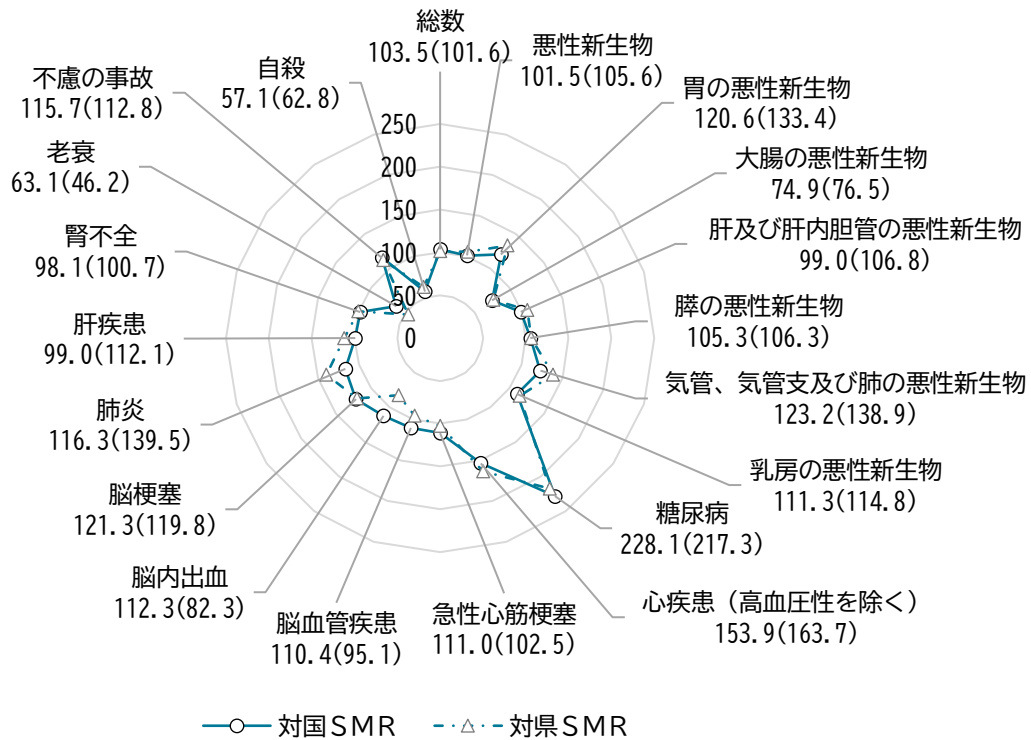 総数
103.5(101.6)
悪性新生物
101.5(105.6)
胃の悪性新生物
120.6(133.4)
大腸の悪性新生物
74.9(76.5)
肝及び肝内胆管の悪性新生物
99.0(106.8)
膵の悪性新生物
105.3(106.3)
気管、気管支及び肺の悪性新生物
123.2(138.9)
乳房の悪性新生物
111.3(114.8)
糖尿病
228.1(217.3)
心疾患（高血圧性を除く）
153.9(163.7)
急性心筋梗塞
111.0(102.5)
脳血管疾患
110.4(95.1)
脳内出血
112.3(82.3)
脳梗塞
121.3(119.8)
肺炎
116.3(139.5)
肝疾患
99.0(112.1)
腎不全
98.1(100.7)
老衰
63.1(46.2)
不慮の事故
115.7(112.8)
自殺
57.1(62.8)
250
200
150
100
50
0
対国ＳＭＲ
対県ＳＭＲ